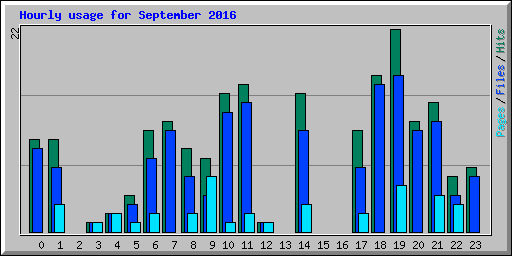 Hourly usage for September 2016
22
Pages/Files/Hits
0 1 2 3 4 5 6 7 8 9 10 11 12 13 14 15 16 17 18 19 20 21 22 23